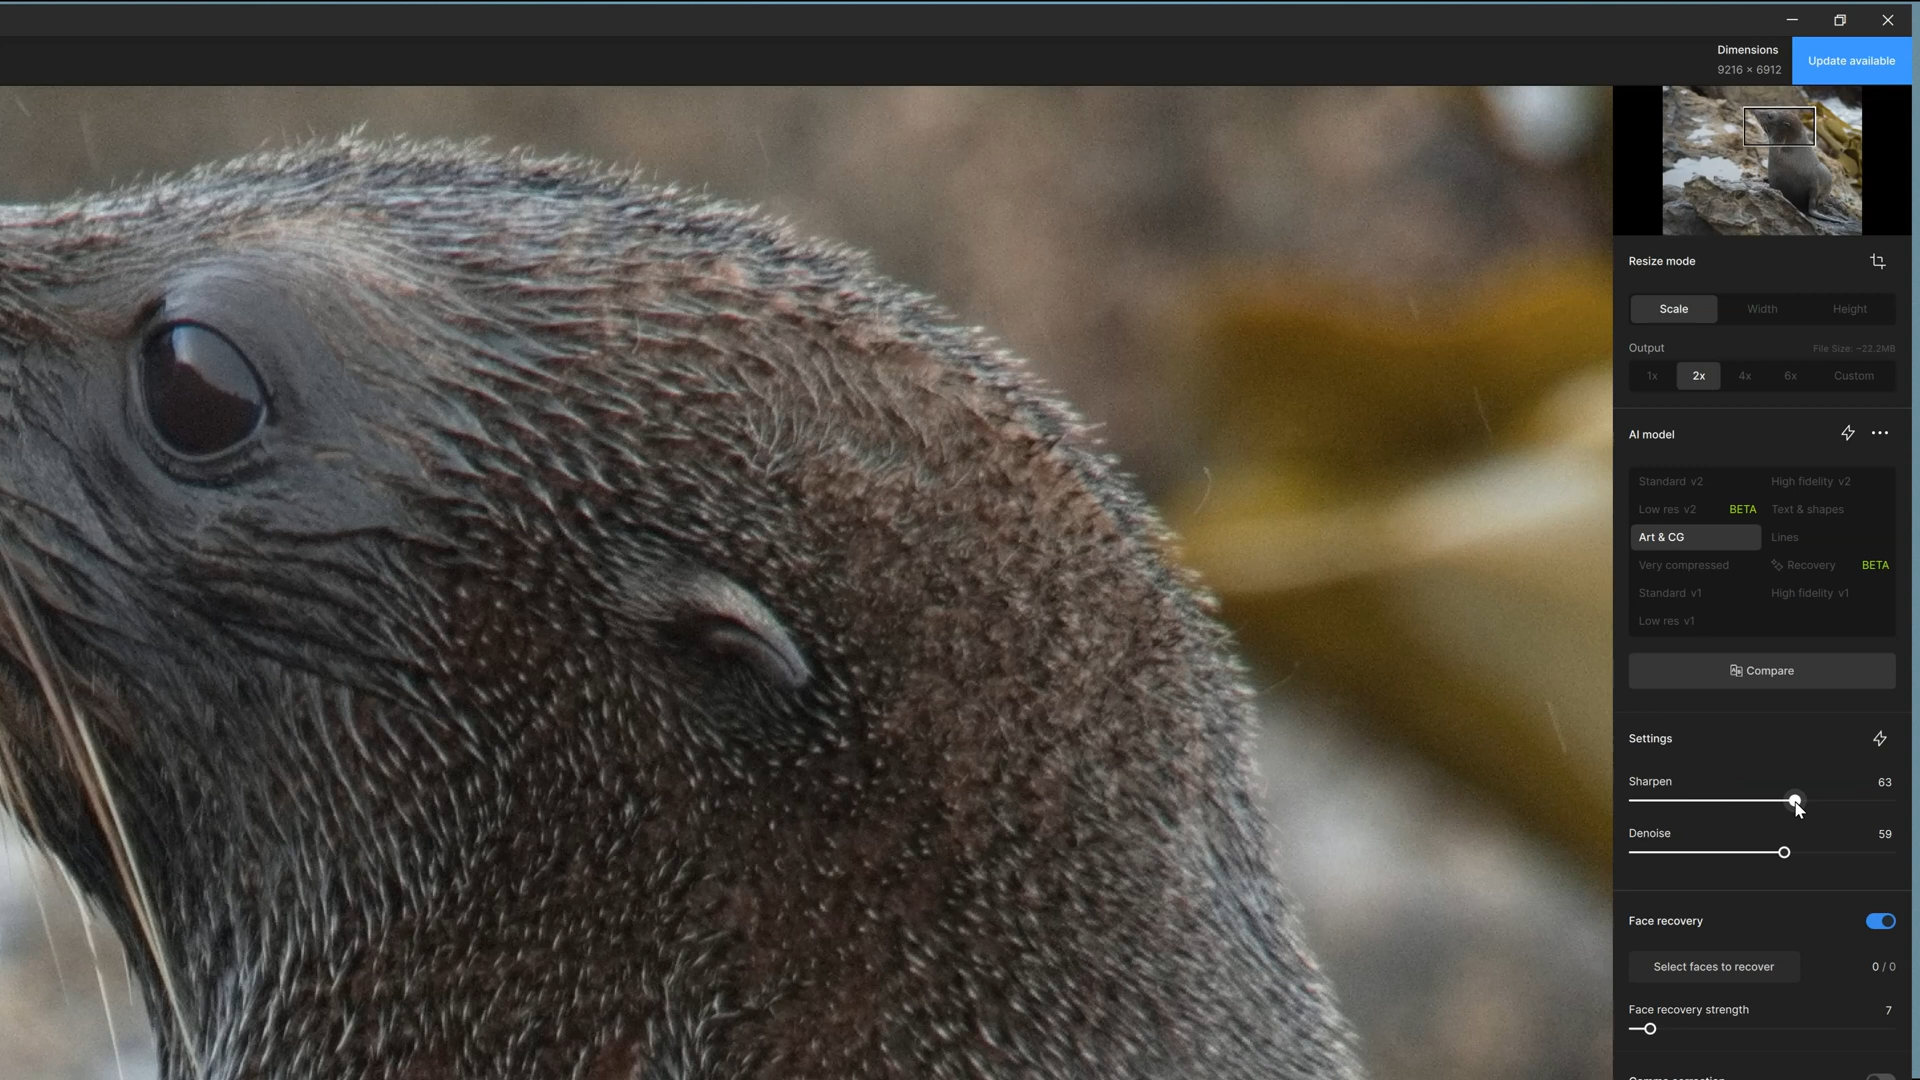 Dimensions
9216 × 6912
Update available
Resize mode
Scale Width Height
Output File Size: ~22.2MB
1x 2x 4x 6x Custom
AI model
Standard v2 High fidelity v2
Low res v2 BETA Text & shapes
Art & CG Lines
Very compressed Recovery BETA
Standard v1 High fidelity v1
Low res v1
Compare
Settings
Sharpen 63
Denoise 59
Face recovery
Select faces to recover 0 / 0
Face recovery strength 7